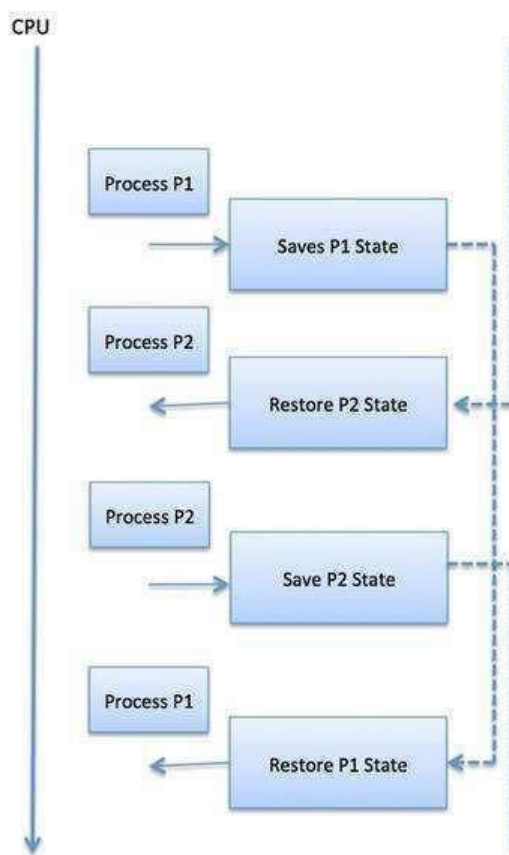 CPU
Process P1
Saves P1 State
Process P2
Restore P2 State
Process P2
Save P2 State
Process P1
Restore P1 State